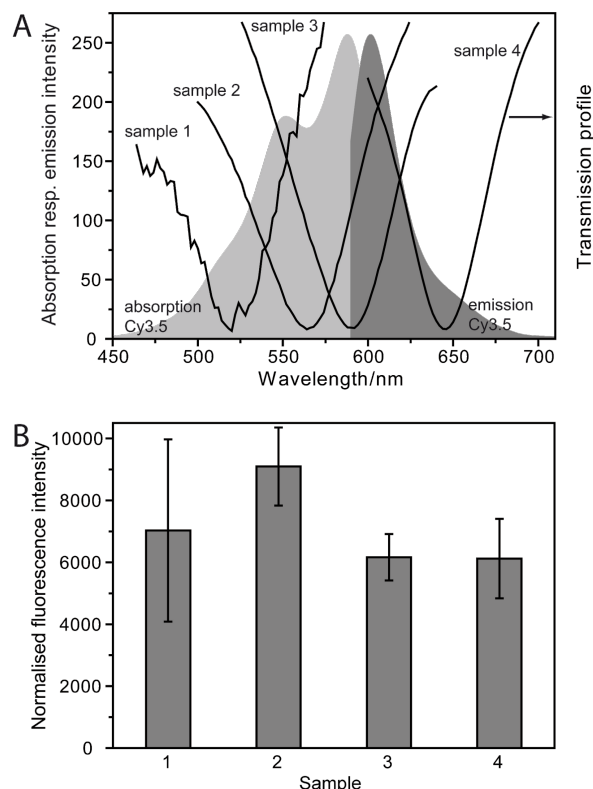 A
Absorption resp. emission intensity
250
200
150
100
50
0
sample 1
sample 2
sample 3
sample 4
absorption
Cy3.5
emission
Cy3.5
Transmission profile
450 500 550 600 650 700
Wavelength/nm
B
Normalised fluorescence intensity
10000
8000
6000
4000
2000
0
1 2 3 4
Sample